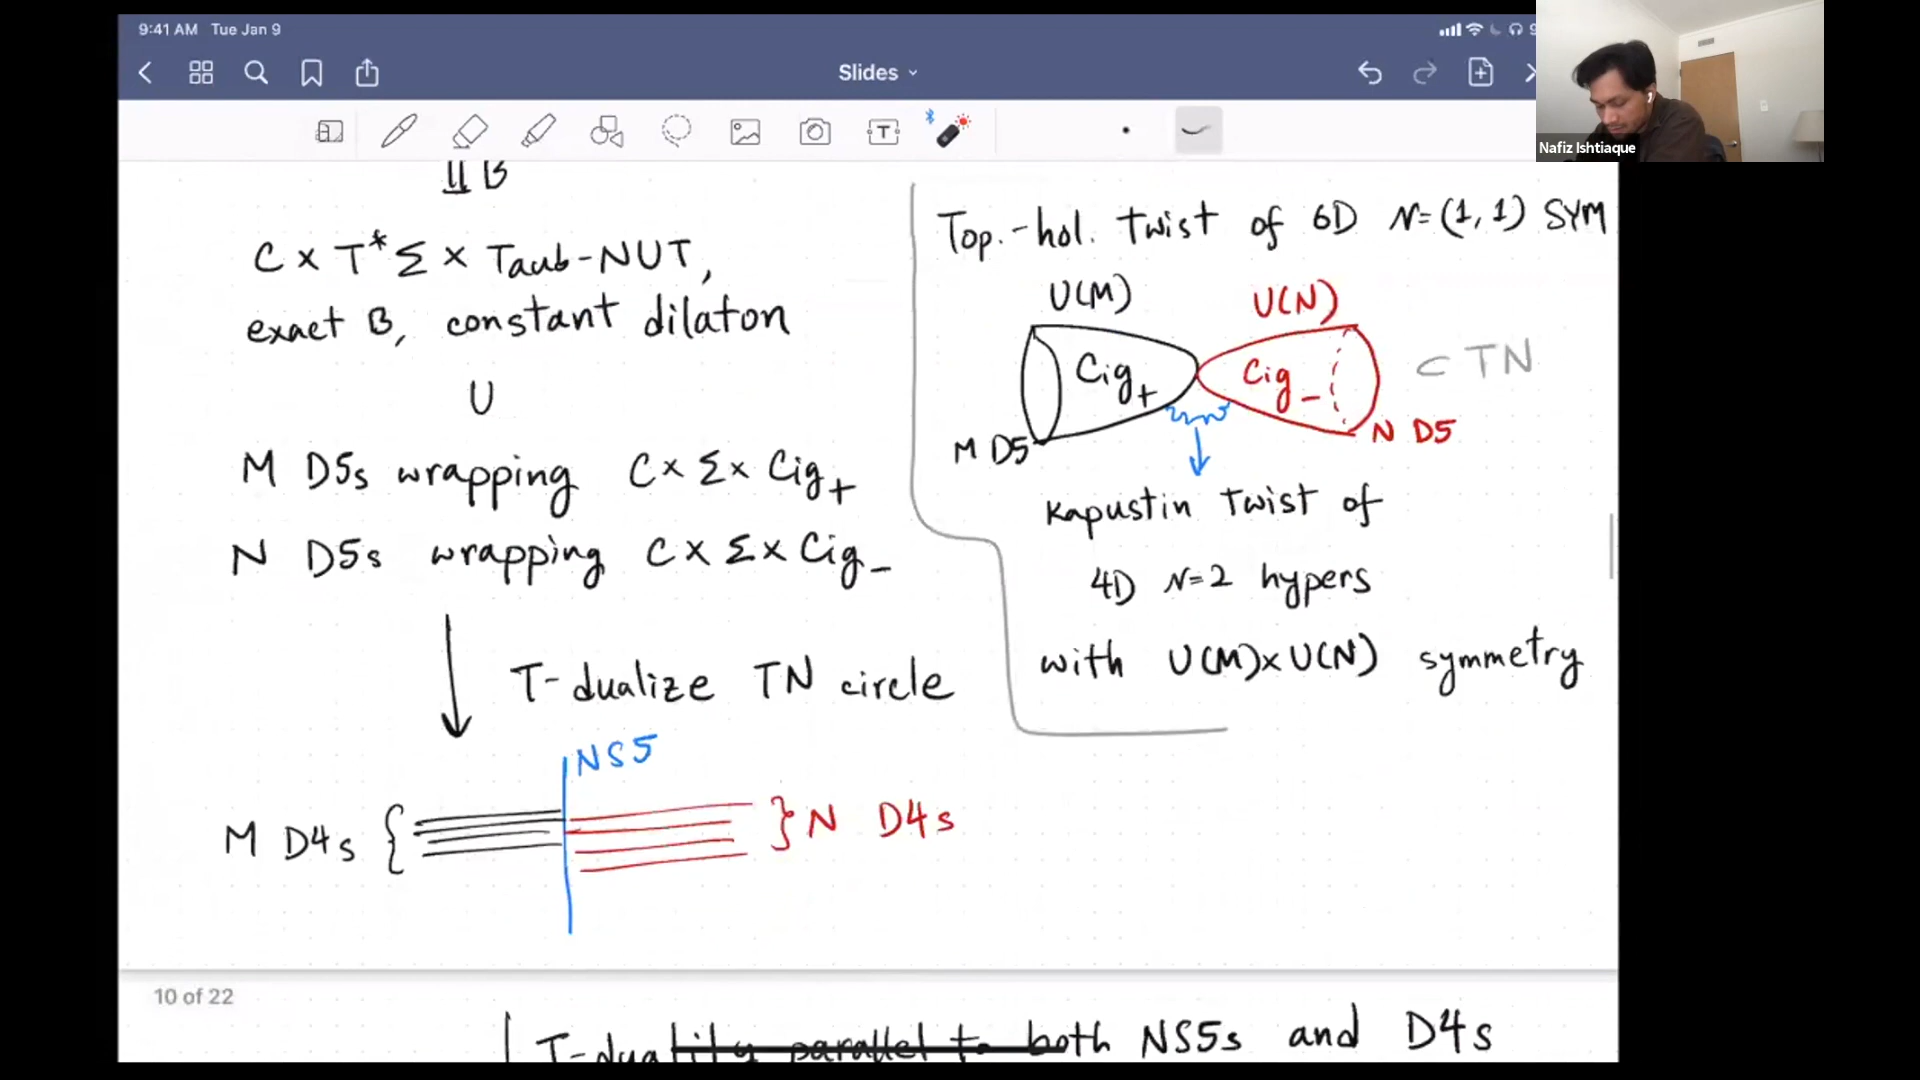 9:41 AM Tue Jan 9
Slides
Nafiz Ishtiaque
IIB
C × T*Σ × Taub-NUT,
exact B, constant dilaton
U
M D5s wrapping C × Σ × Cig+
N D5s wrapping C × Σ × Cig-
T-dualize TN circle
NS5
M D4s { } N D4s
Top.-hol. twist of 6D N=(1,1) SYM
U(M) U(N)
Cig+ Cig- ⊂ TN
M D5 N D5
Kapustin twist of
4D N=2 hypers
with U(M)×U(N) symmetry
10 of 22
T-duality parallel to both NS5s and D4s